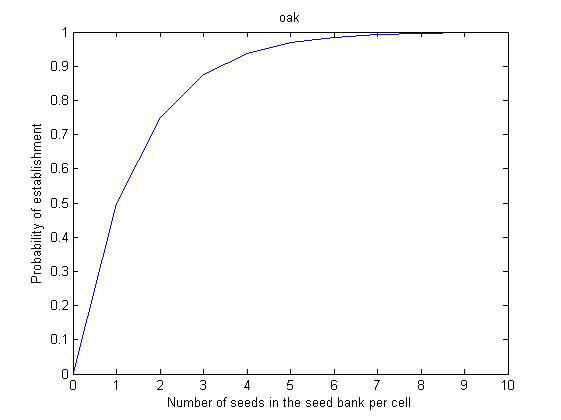 oak
1
0.9
0.8
0.7
0.6
0.5
0.4
0.3
0.2
0.1
0
Probability of establishment
0 1 2 3 4 5 6 7 8 9 10
Number of seeds in the seed bank per cell